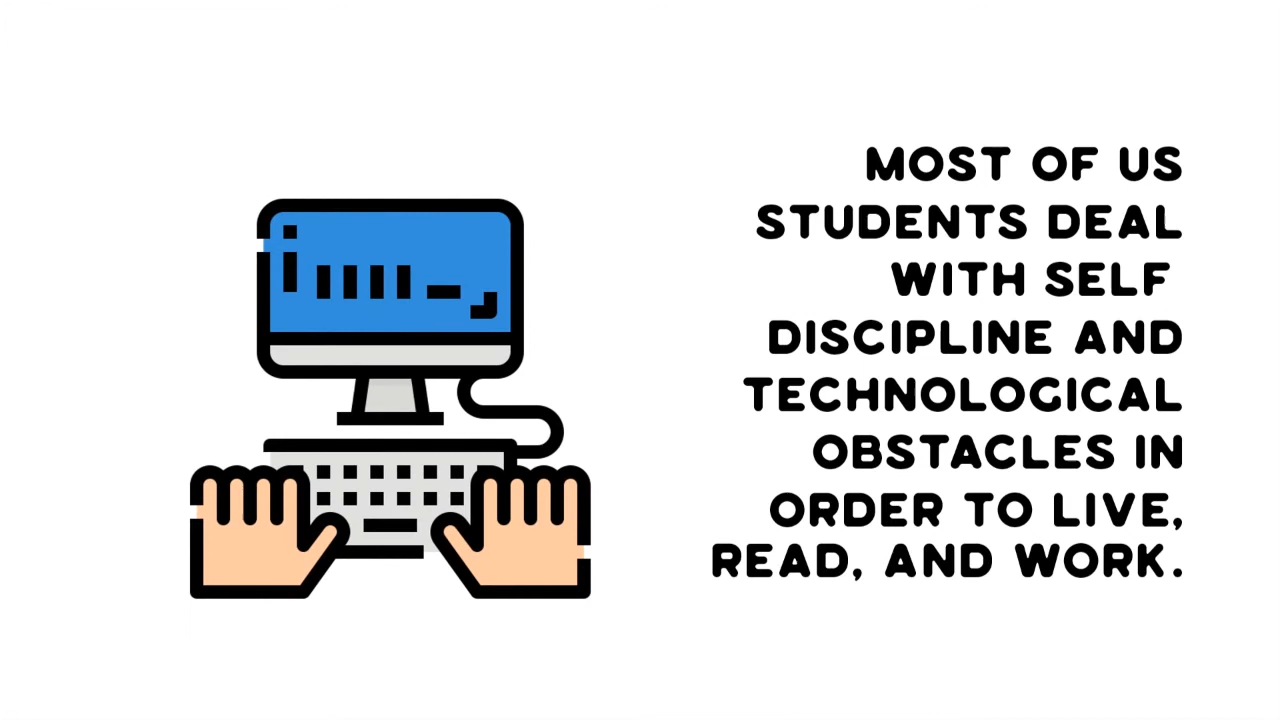 MOST OF US
STUDENTS DEAL
WITH SELF
DISCIPLINE AND
TECHNOLOGICAL
OBSTACLES IN
ORDER TO LIVE,
READ, AND WORK.